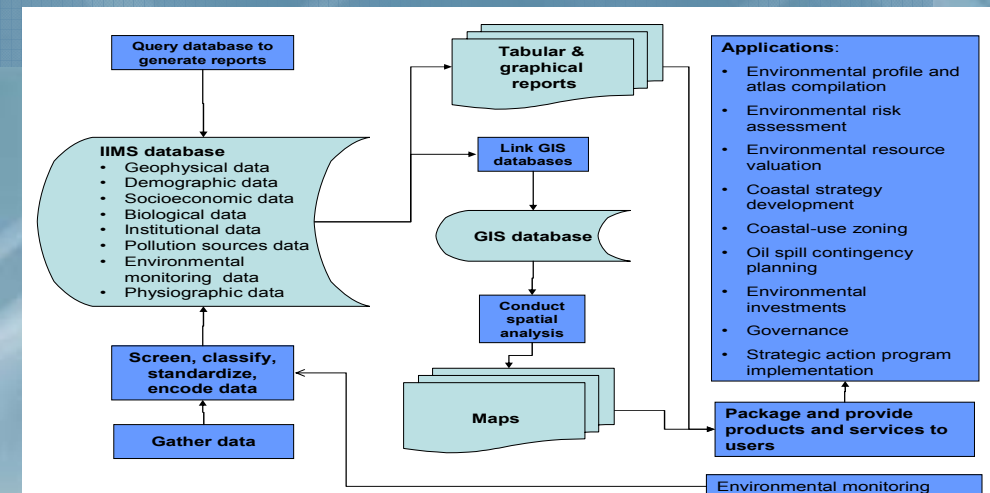 Query database to
generate reports
IIMS database
• Geophysical data
• Demographic data
• Socioeconomic data
• Biological data
• Institutional data
• Pollution sources data
• Environmental
monitoring data
• Physiographic data
Screen, classify,
standardize,
encode data
Gather data
Tabular &
graphical
reports
Link GIS
databases
GIS database
Conduct
spatial
analysis
Maps
Applications:
• Environmental profile and
atlas compilation
• Environmental risk
assessment
• Environmental resource
valuation
• Coastal strategy
development
• Coastal-use zoning
• Oil spill contingency
planning
• Environmental
investments
• Governance
• Strategic action program
implementation
Package and provide
products and services to
users
Environmental monitoring